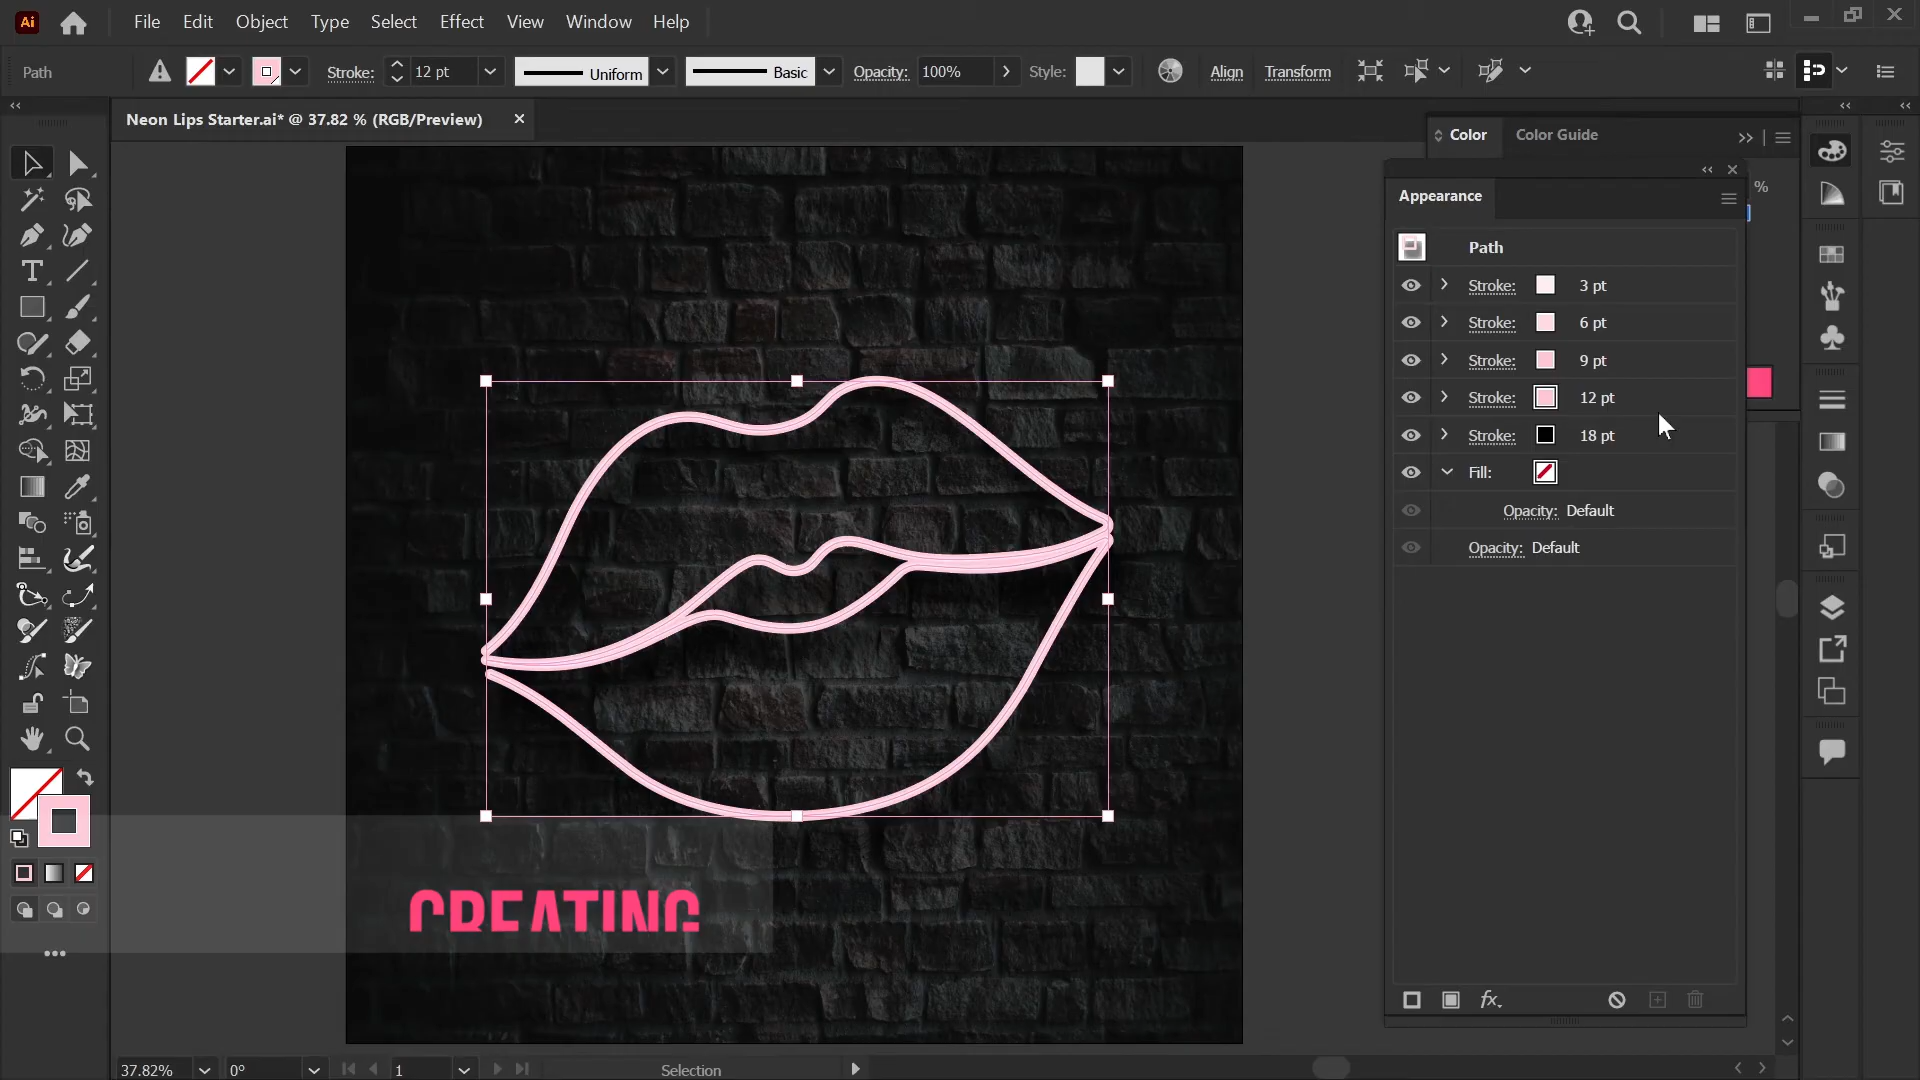 Ai File Edit Object Type Select Effect View Window Help
Path Stroke: 12 pt Uniform Basic Opacity: 100% Style: Align Transform
Neon Lips Starter.ai* @ 37.82 % (RGB/Preview)
Color Color Guide
%
Appearance
Path
Stroke: 3 pt
Stroke: 6 pt
Stroke: 9 pt
Stroke: 12 pt
Stroke: 18 pt
Fill:
Opacity: Default
Opacity: Default
CREATING
fx
37.82% 0° 1 Selection